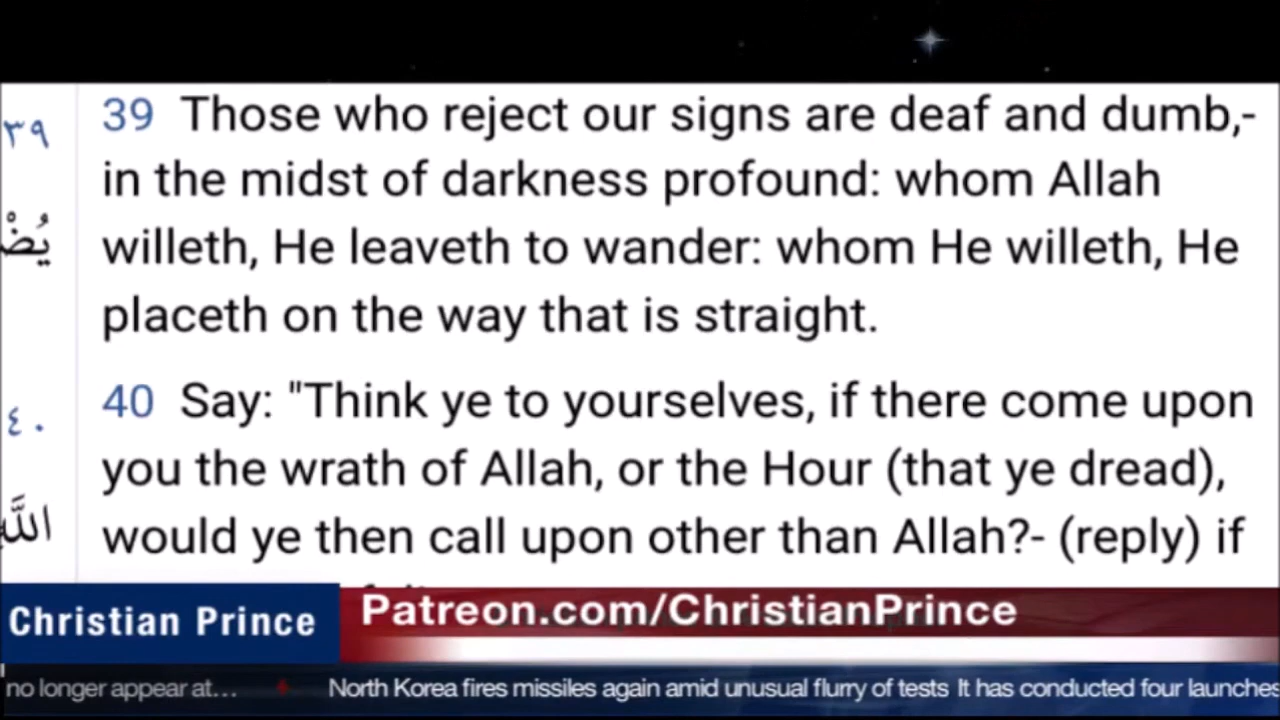 39 Those who reject our signs are deaf and dumb,-
in the midst of darkness profound: whom Allah
willeth, He leaveth to wander: whom He willeth, He
placeth on the way that is straight.
40 Say: "Think ye to yourselves, if there come upon
you the wrath of Allah, or the Hour (that ye dread),
would ye then call upon other than Allah?- (reply) if
٣٩
يُضْ
٤٠
اللَّهِ
Christian Prince
Patreon.com/ChristianPrince
no longer appear at... North Korea fires missiles again amid unusual flurry of tests It has conducted four launches